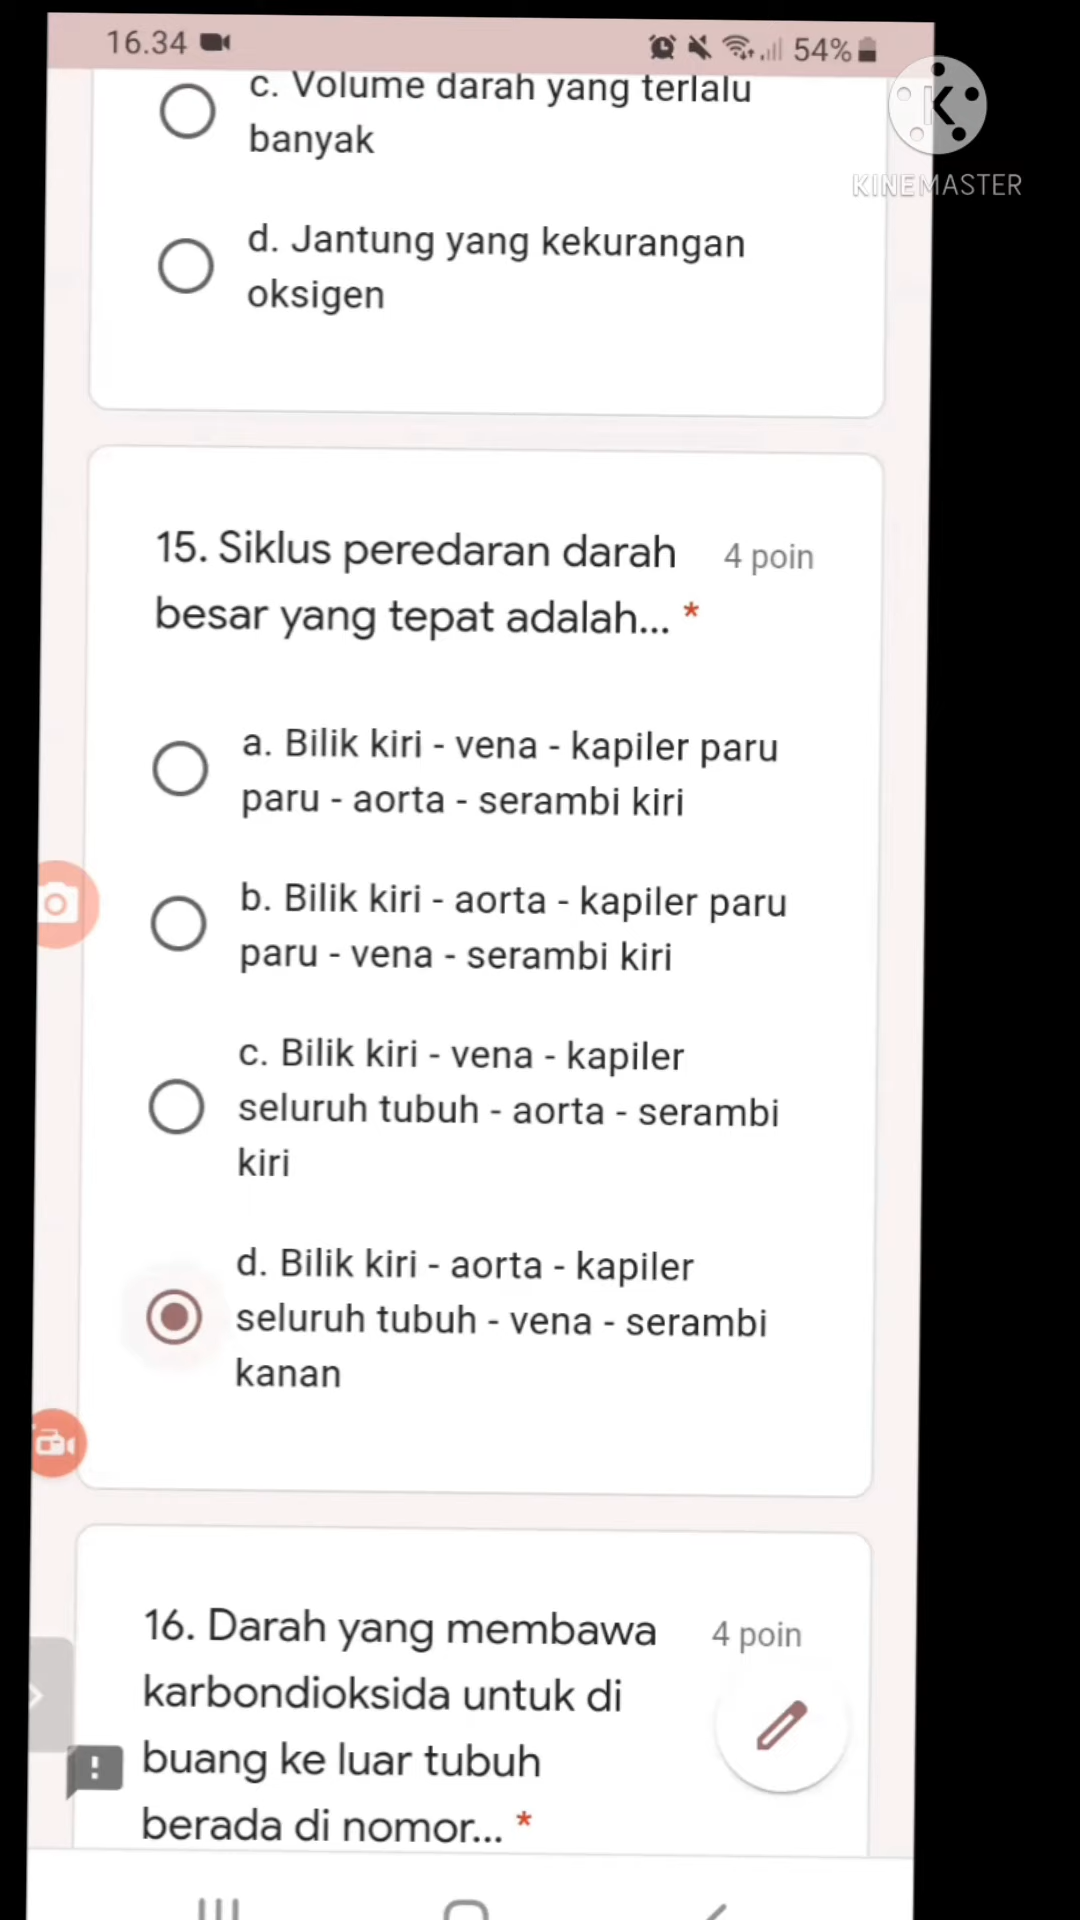 16.34
54%
KINEMASTER
c. Volume darah yang terlalu
banyak
d. Jantung yang kekurangan
oksigen
15. Siklus peredaran darah
4 poin
besar yang tepat adalah... *
a. Bilik kiri - vena - kapiler paru
paru - aorta - serambi kiri
b. Bilik kiri - aorta - kapiler paru
paru - vena - serambi kiri
c. Bilik kiri - vena - kapiler
seluruh tubuh - aorta - serambi
kiri
d. Bilik kiri - aorta - kapiler
seluruh tubuh - vena - serambi
kanan
16. Darah yang membawa
4 poin
karbondioksida untuk di
buang ke luar tubuh
berada di nomor... *